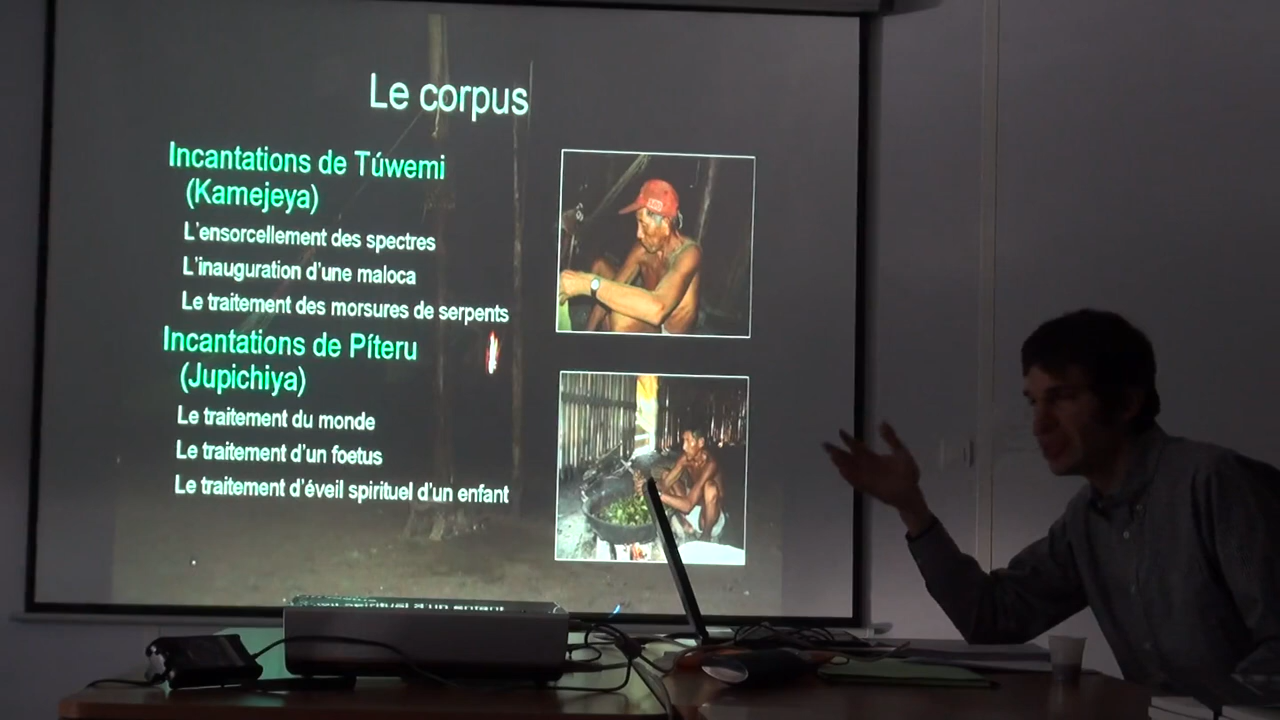 Le corpus
Incantations de Túwemi
(Kamejeya)
L'ensorcellement des spectres
L'inauguration d'une maloca
Le traitement des morsures de serpents
Incantations de Píteru
(Jupichiya)
Le traitement du monde
Le traitement d'un foetus
Le traitement d'éveil spirituel d'un enfant